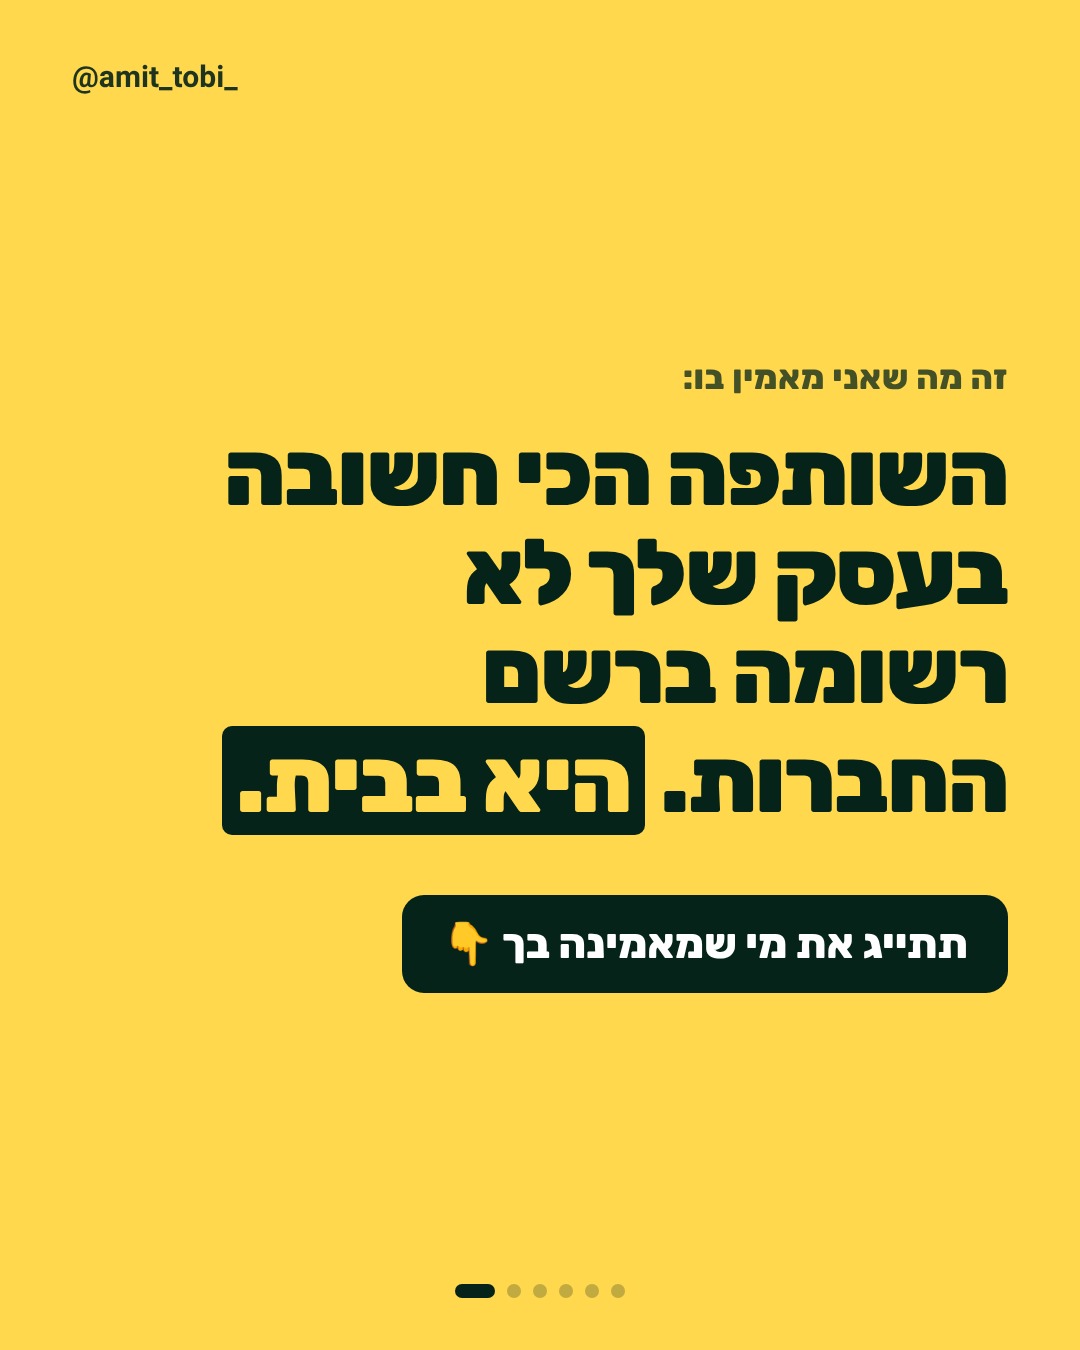 @amit_tobi_
זה מה שאני מאמין בו:
השותפה הכי חשובה
בעסק שלך לא
רשומה ברשם
החברות. היא בבית.
תתייג את מי שמאמינה בך 👇